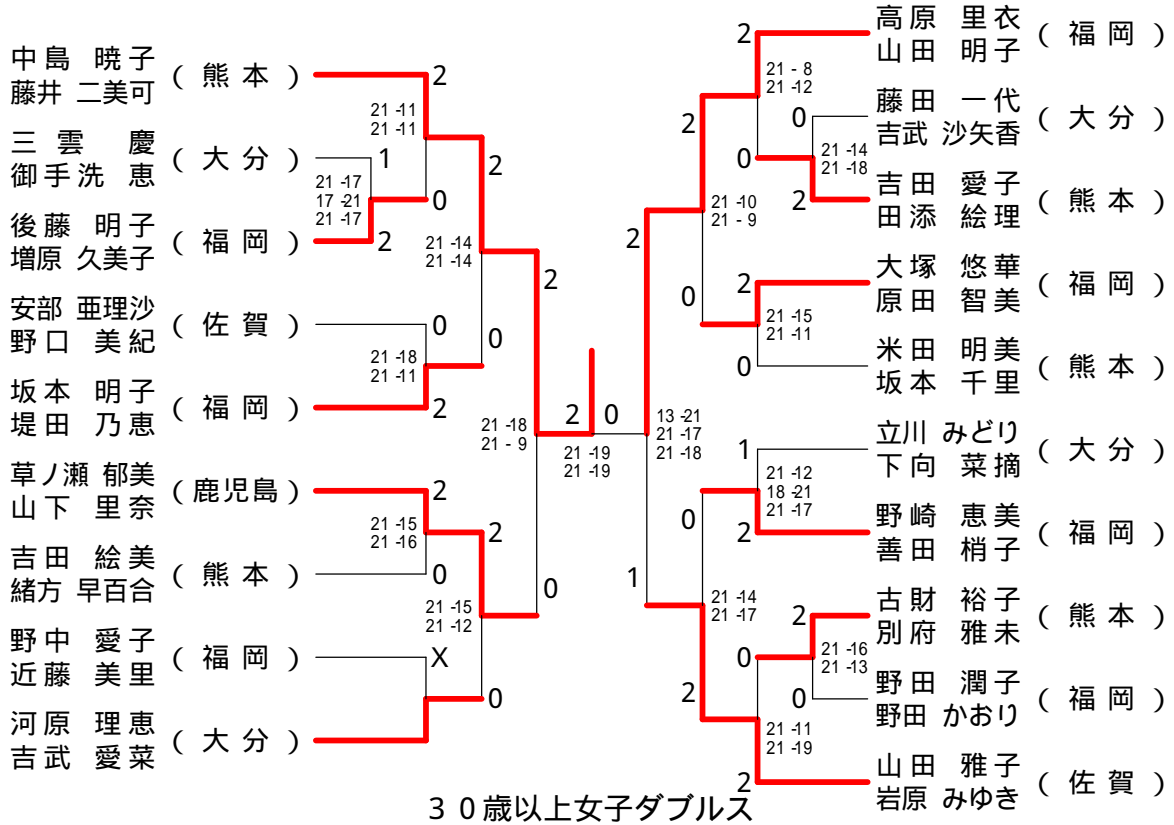 中島 暁子
藤井 二美可
( 熊本 )
2
21 -11
21 -11
三雲 慶
御手洗 恵
( 大分 )
1
21 -17
17 -21
21 -17
0
後藤 明子
増原 久美子
( 福岡 )
2
2
21 -14
21 -14
安部 亜理沙
野口 美紀
( 佐賀 )
0
21 -18
21 -11
0
坂本 明子
堤田 乃恵
( 福岡 )
2
2
21 -18
21 - 9
草ノ瀬 郁美
山下 里奈
( 鹿児島 )
2
21 -15
21 -16
2
吉田 絵美
緒方 早百合
( 熊本 )
0
0
21 -15
21 -12
野中 愛子
近藤 美里
( 福岡 )
X
0
河原 理恵
吉武 愛菜
( 大分 )
2 0
21 -19
21 -19
高原 里衣
山田 明子
( 福岡 )
2
21 - 8
21 -12
2
藤田 一代
吉武 沙矢香
( 大分 )
0
21 -14
21 -18
0
吉田 愛子
田添 絵理
( 熊本 )
2
21 -10
21 - 9
2
大塚 悠華
原田 智美
( 福岡 )
2
0
21 -15
21 -11
米田 明美
坂本 千里
( 熊本 )
0
13 -21
21 -17
21 -18
立川 みどり
下向 菜摘
( 大分 )
1
21 -12
18 -21
21 -17
0
野崎 恵美
善田 梢子
( 福岡 )
2
1
21 -14
21 -17
古財 裕子
別府 雅未
( 熊本 )
2
21 -16
21 -13
0
野田 潤子
野田 かおり
( 福岡 )
0
2
21 -11
21 -19
山田 雅子
岩原 みゆき
( 佐賀 )
2
30歳以上女子ダブルス